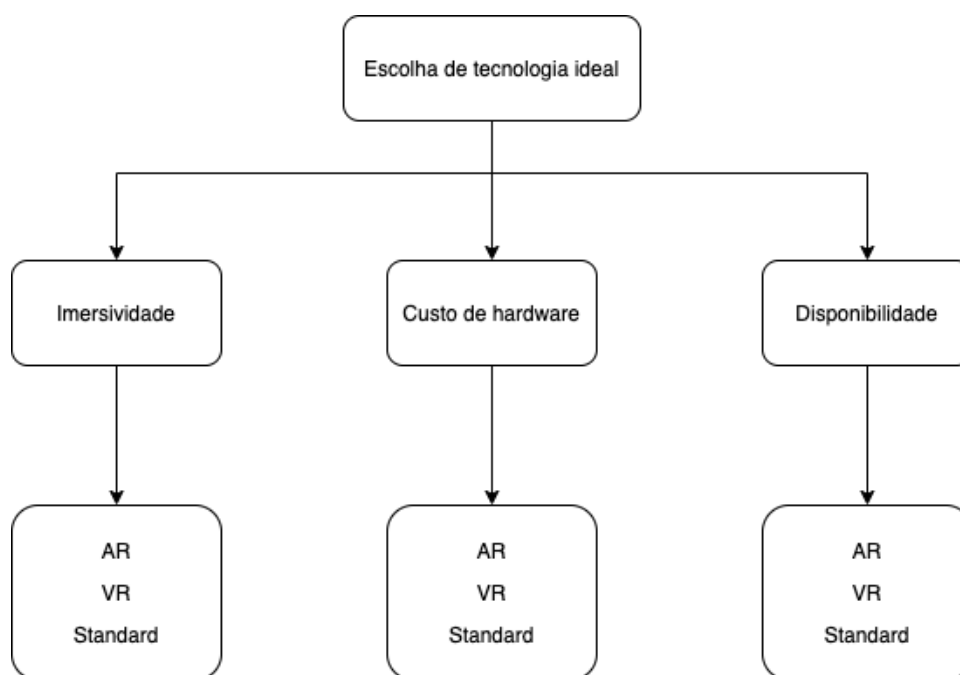 Escolha de tecnologia ideal
Imersividade
Custo de hardware
Disponibilidade
AR
VR
Standard
AR
VR
Standard
AR
VR
Standard